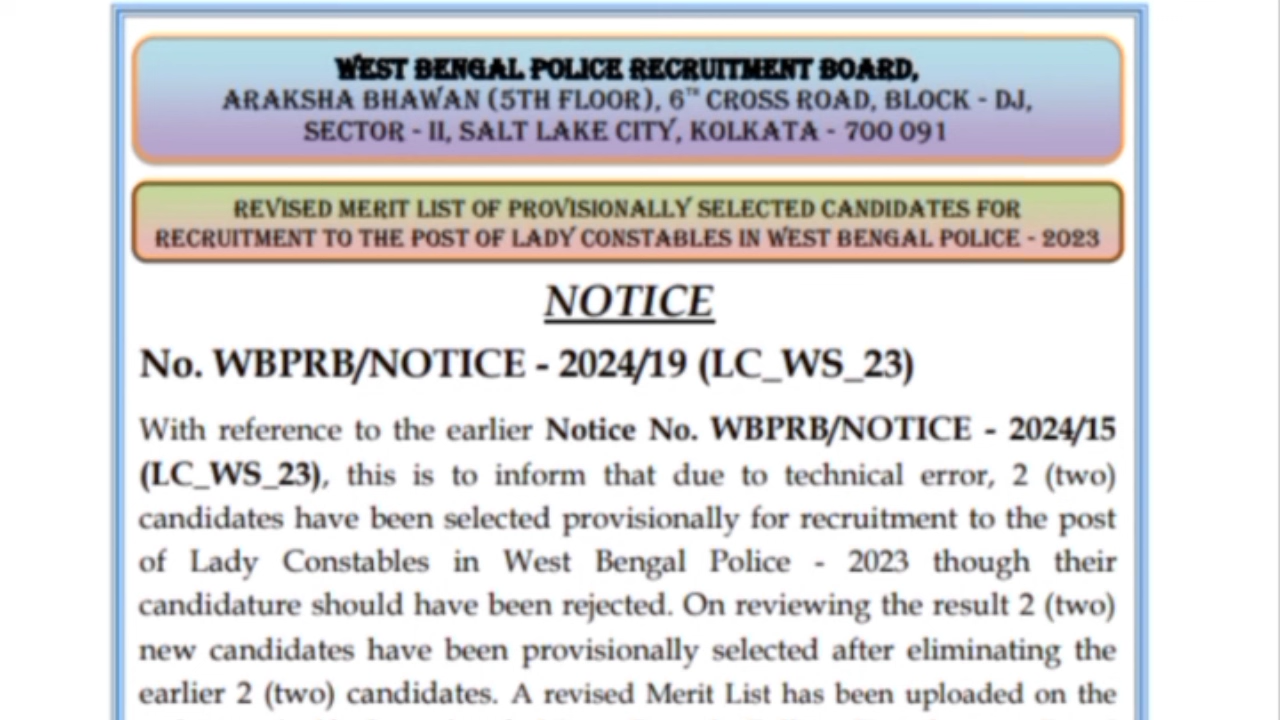 WEST BENGAL POLICE RECRUITMENT BOARD,
ARAKSHA BHAWAN (5TH FLOOR), 6TH CROSS ROAD, BLOCK - DJ,
SECTOR - II, SALT LAKE CITY, KOLKATA - 700 091
REVISED MERIT LIST OF PROVISIONALLY SELECTED CANDIDATES FOR
RECRUITMENT TO THE POST OF LADY CONSTABLES IN WEST BENGAL POLICE - 2023
NOTICE
No. WBPRB/NOTICE - 2024/19 (LC_WS_23)
With reference to the earlier Notice No. WBPRB/NOTICE - 2024/15
(LC_WS_23), this is to inform that due to technical error, 2 (two)
candidates have been selected provisionally for recruitment to the post
of Lady Constables in West Bengal Police - 2023 though their
candidature should have been rejected. On reviewing the result 2 (two)
new candidates have been provisionally selected after eliminating the
earlier 2 (two) candidates. A revised Merit List has been uploaded on the